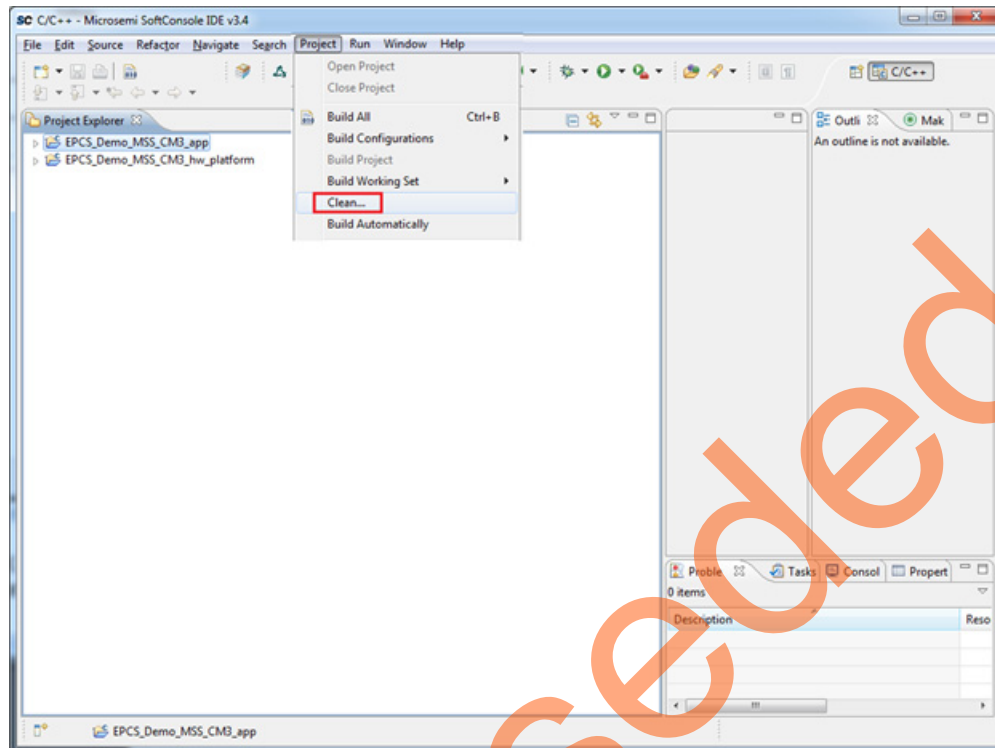 SC C/C++ - Microsemi SoftConsole IDE v3.4
File Edit Source Refactor Navigate Search Project Run Window Help
Open Project
Close Project
C/C++
Project Explorer
Build All Ctrl+B
Outli
Mak
EPCS_Demo_MSS_CM3_app
Build Configurations
An outline is not available.
EPCS_Demo_MSS_CM3_hw_platform
Build Project
Build Working Set
Clean...
Build Automatically
Proble
Tasks
Consol
Propert
0 items
Description
Reso
EPCS_Demo_MSS_CM3_app
seded